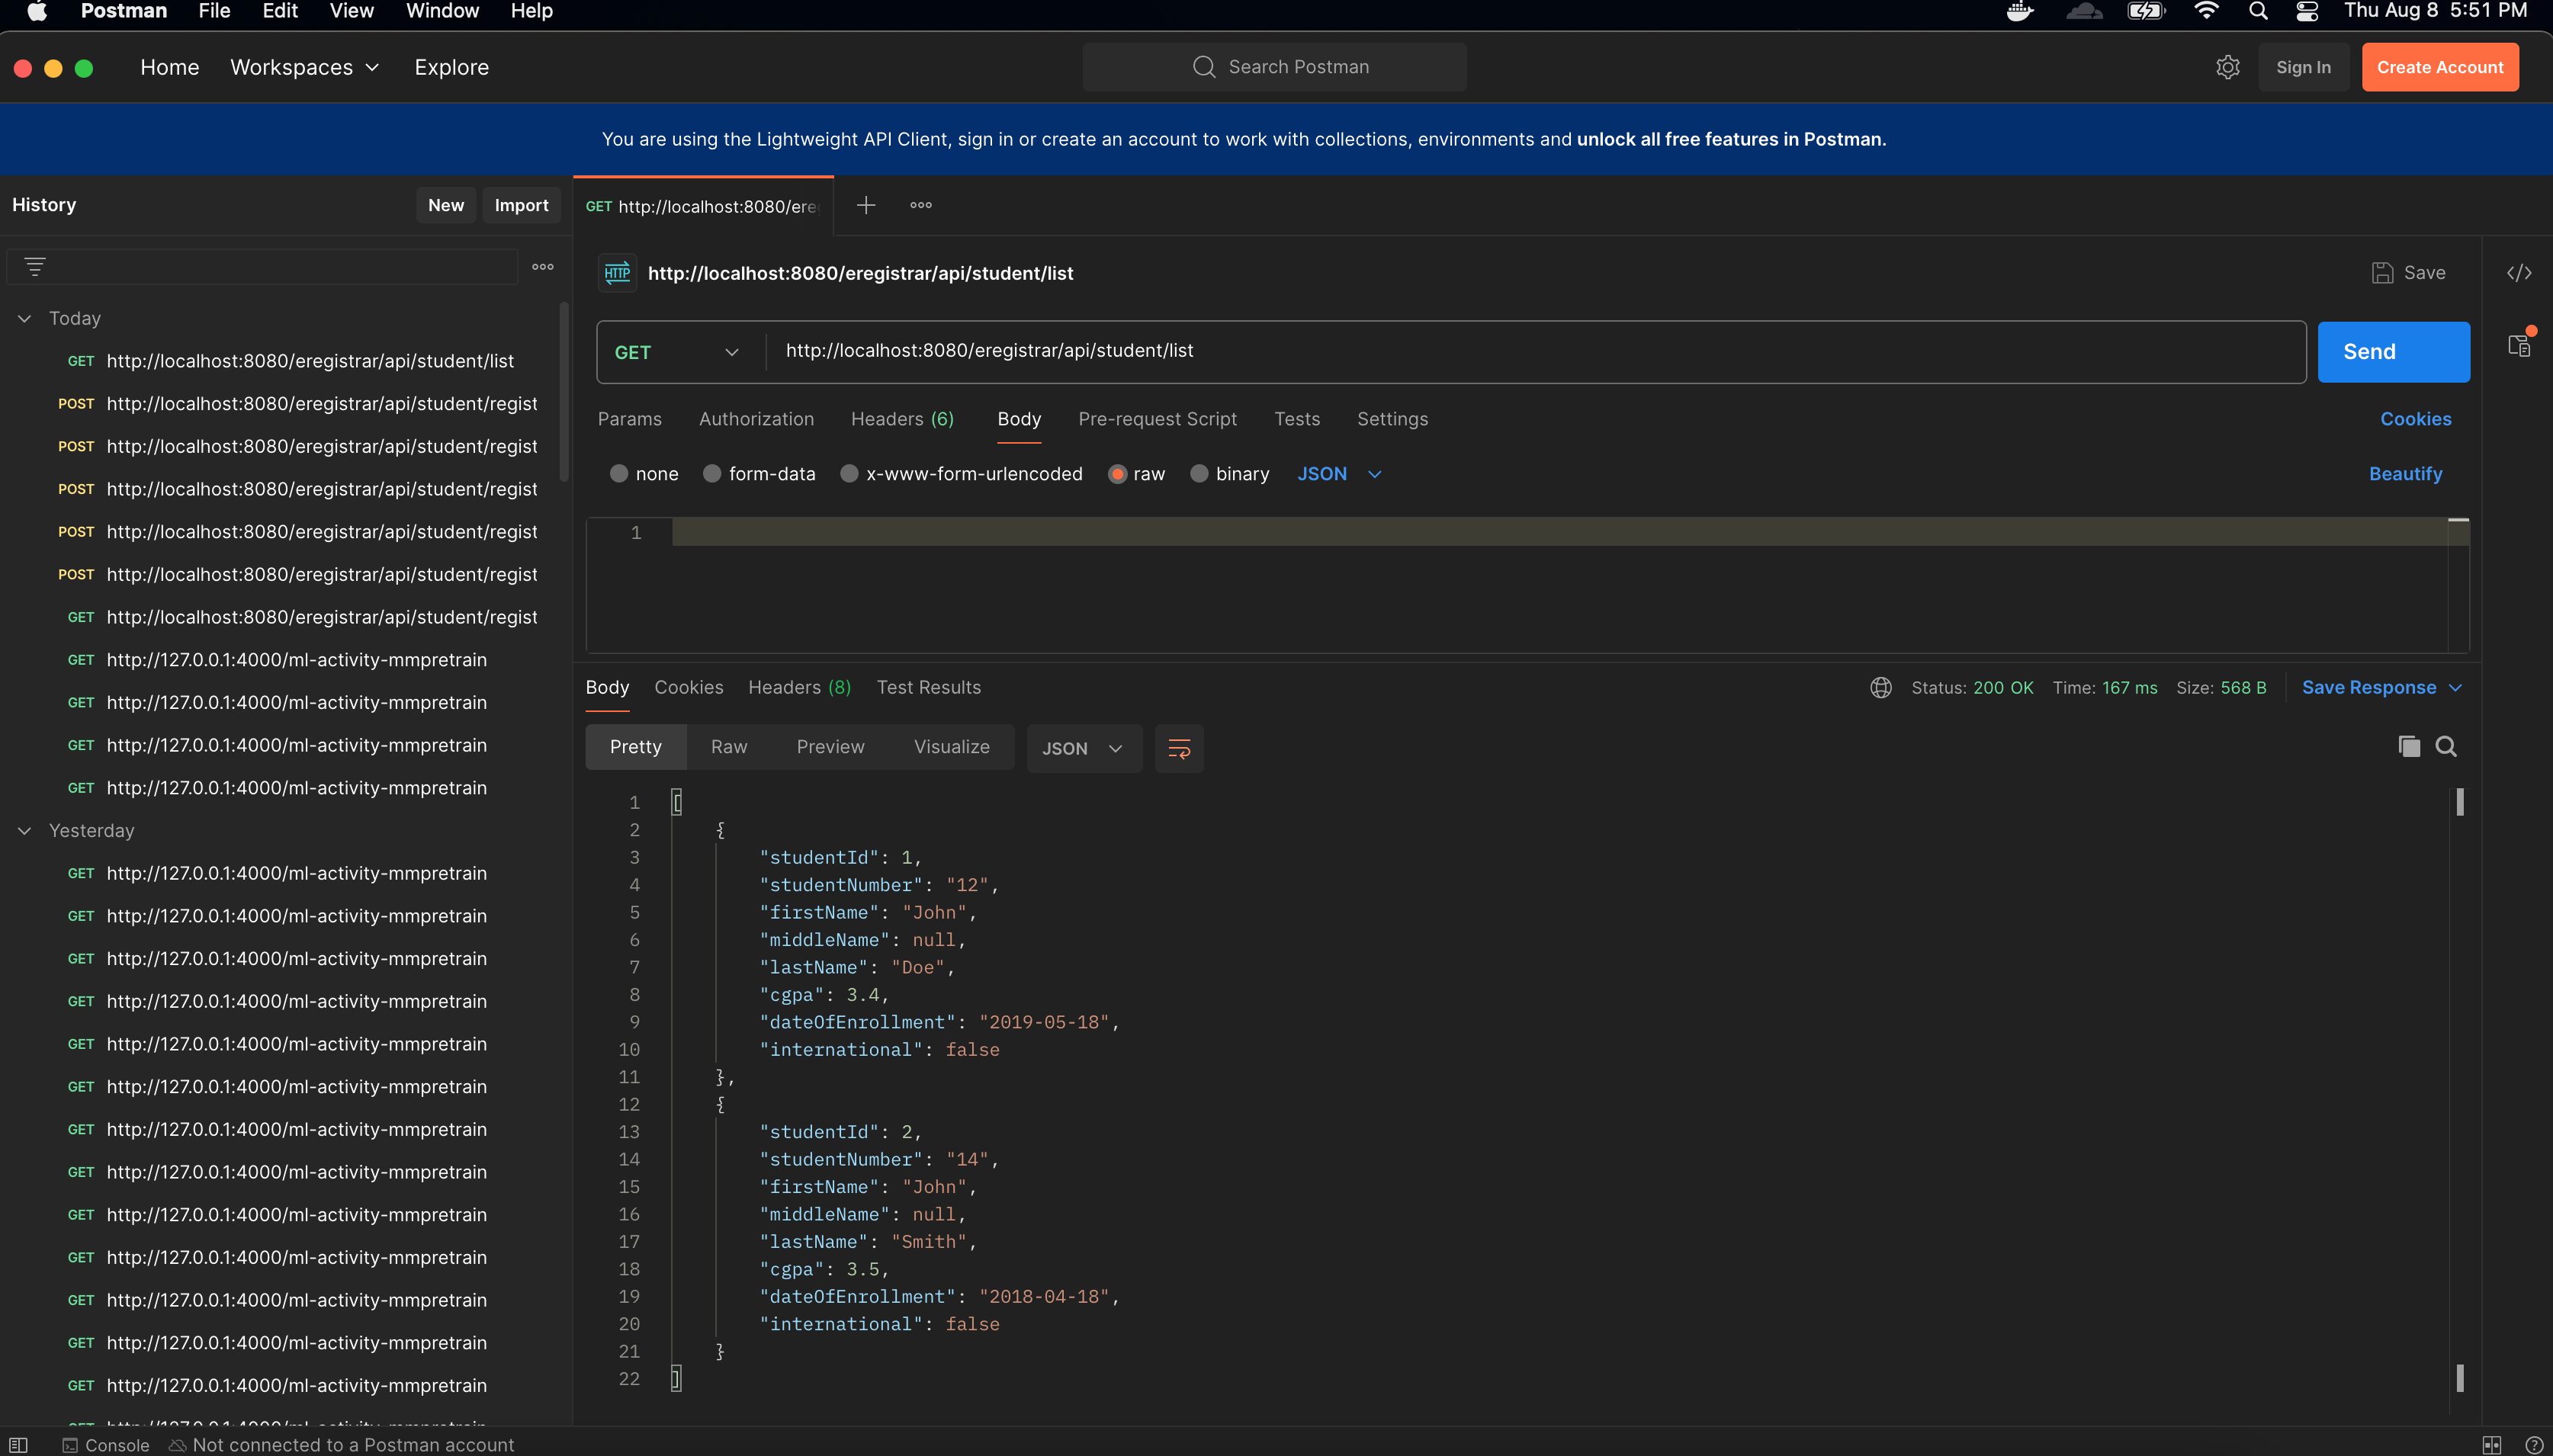 Postman File Edit View Window Help Thu Aug 8 5:51 PM
Home Workspaces Explore Search Postman Sign In Create Account
You are using the Lightweight API Client, sign in or create an account to work with collections, environments and unlock all free features in Postman.
History New Import
Today
GET http://localhost:8080/eregistrar/api/student/list
POST http://localhost:8080/eregistrar/api/student/regist
POST http://localhost:8080/eregistrar/api/student/regist
POST http://localhost:8080/eregistrar/api/student/regist
POST http://localhost:8080/eregistrar/api/student/regist
POST http://localhost:8080/eregistrar/api/student/regist
GET http://localhost:8080/eregistrar/api/student/regist
GET http://127.0.0.1:4000/ml-activity-mmpretrain
GET http://127.0.0.1:4000/ml-activity-mmpretrain
GET http://127.0.0.1:4000/ml-activity-mmpretrain
GET http://127.0.0.1:4000/ml-activity-mmpretrain
Yesterday
GET http://127.0.0.1:4000/ml-activity-mmpretrain
GET http://127.0.0.1:4000/ml-activity-mmpretrain
GET http://127.0.0.1:4000/ml-activity-mmpretrain
GET http://127.0.0.1:4000/ml-activity-mmpretrain
GET http://127.0.0.1:4000/ml-activity-mmpretrain
GET http://127.0.0.1:4000/ml-activity-mmpretrain
GET http://127.0.0.1:4000/ml-activity-mmpretrain
GET http://127.0.0.1:4000/ml-activity-mmpretrain
GET http://127.0.0.1:4000/ml-activity-mmpretrain
GET http://127.0.0.1:4000/ml-activity-mmpretrain
GET http://127.0.0.1:4000/ml-activity-mmpretrain
GET http://127.0.0.1:4000/ml-activity-mmpretrain
GET http://127.0.0.1:4000/ml-activity-mmpretrain
GET http://localhost:8080/ere
HTTP http://localhost:8080/eregistrar/api/student/list Save </>
GET http://localhost:8080/eregistrar/api/student/list Send
Params Authorization Headers (6) Body Pre-request Script Tests Settings Cookies
none form-data x-www-form-urlencoded raw binary JSON Beautify
1
Body Cookies Headers (8) Test Results Status: 200 OK Time: 167 ms Size: 568 B Save Response
Pretty Raw Preview Visualize JSON
1 [
2 {
3 "studentId": 1,
4 "studentNumber": "12",
5 "firstName": "John",
6 "middleName": null,
7 "lastName": "Doe",
8 "cgpa": 3.4,
9 "dateOfEnrollment": "2019-05-18",
10 "international": false
11 },
12 {
13 "studentId": 2,
14 "studentNumber": "14",
15 "firstName": "John",
16 "middleName": null,
17 "lastName": "Smith",
18 "cgpa": 3.5,
19 "dateOfEnrollment": "2018-04-18",
20 "international": false
21 }
22 ]
Console Not connected to a Postman account